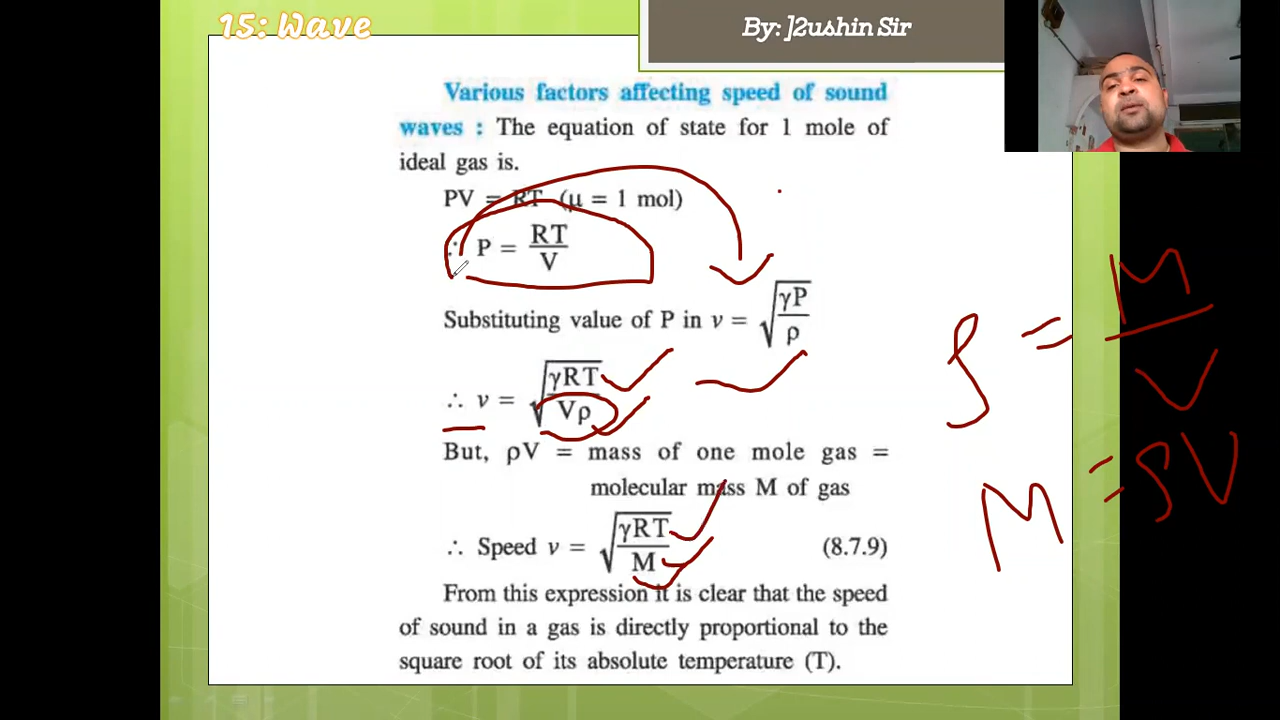 15: Wave
By: J2ushin Sir
Various factors affecting speed of sound
waves : The equation of state for 1 mole of
ideal gas is.
PV = RT (μ = 1 mol)
∴ P = RT/V
Substituting value of P in v = √(γP/ρ)
∴ v = √(γRT/Vρ)
But, ρV = mass of one mole gas =
molecular mass M of gas
∴ Speed v = √(γRT/M) (8.7.9)
From this expression it is clear that the speed
of sound in a gas is directly proportional to the
square root of its absolute temperature (T).
ρ = M/V
M = ρV